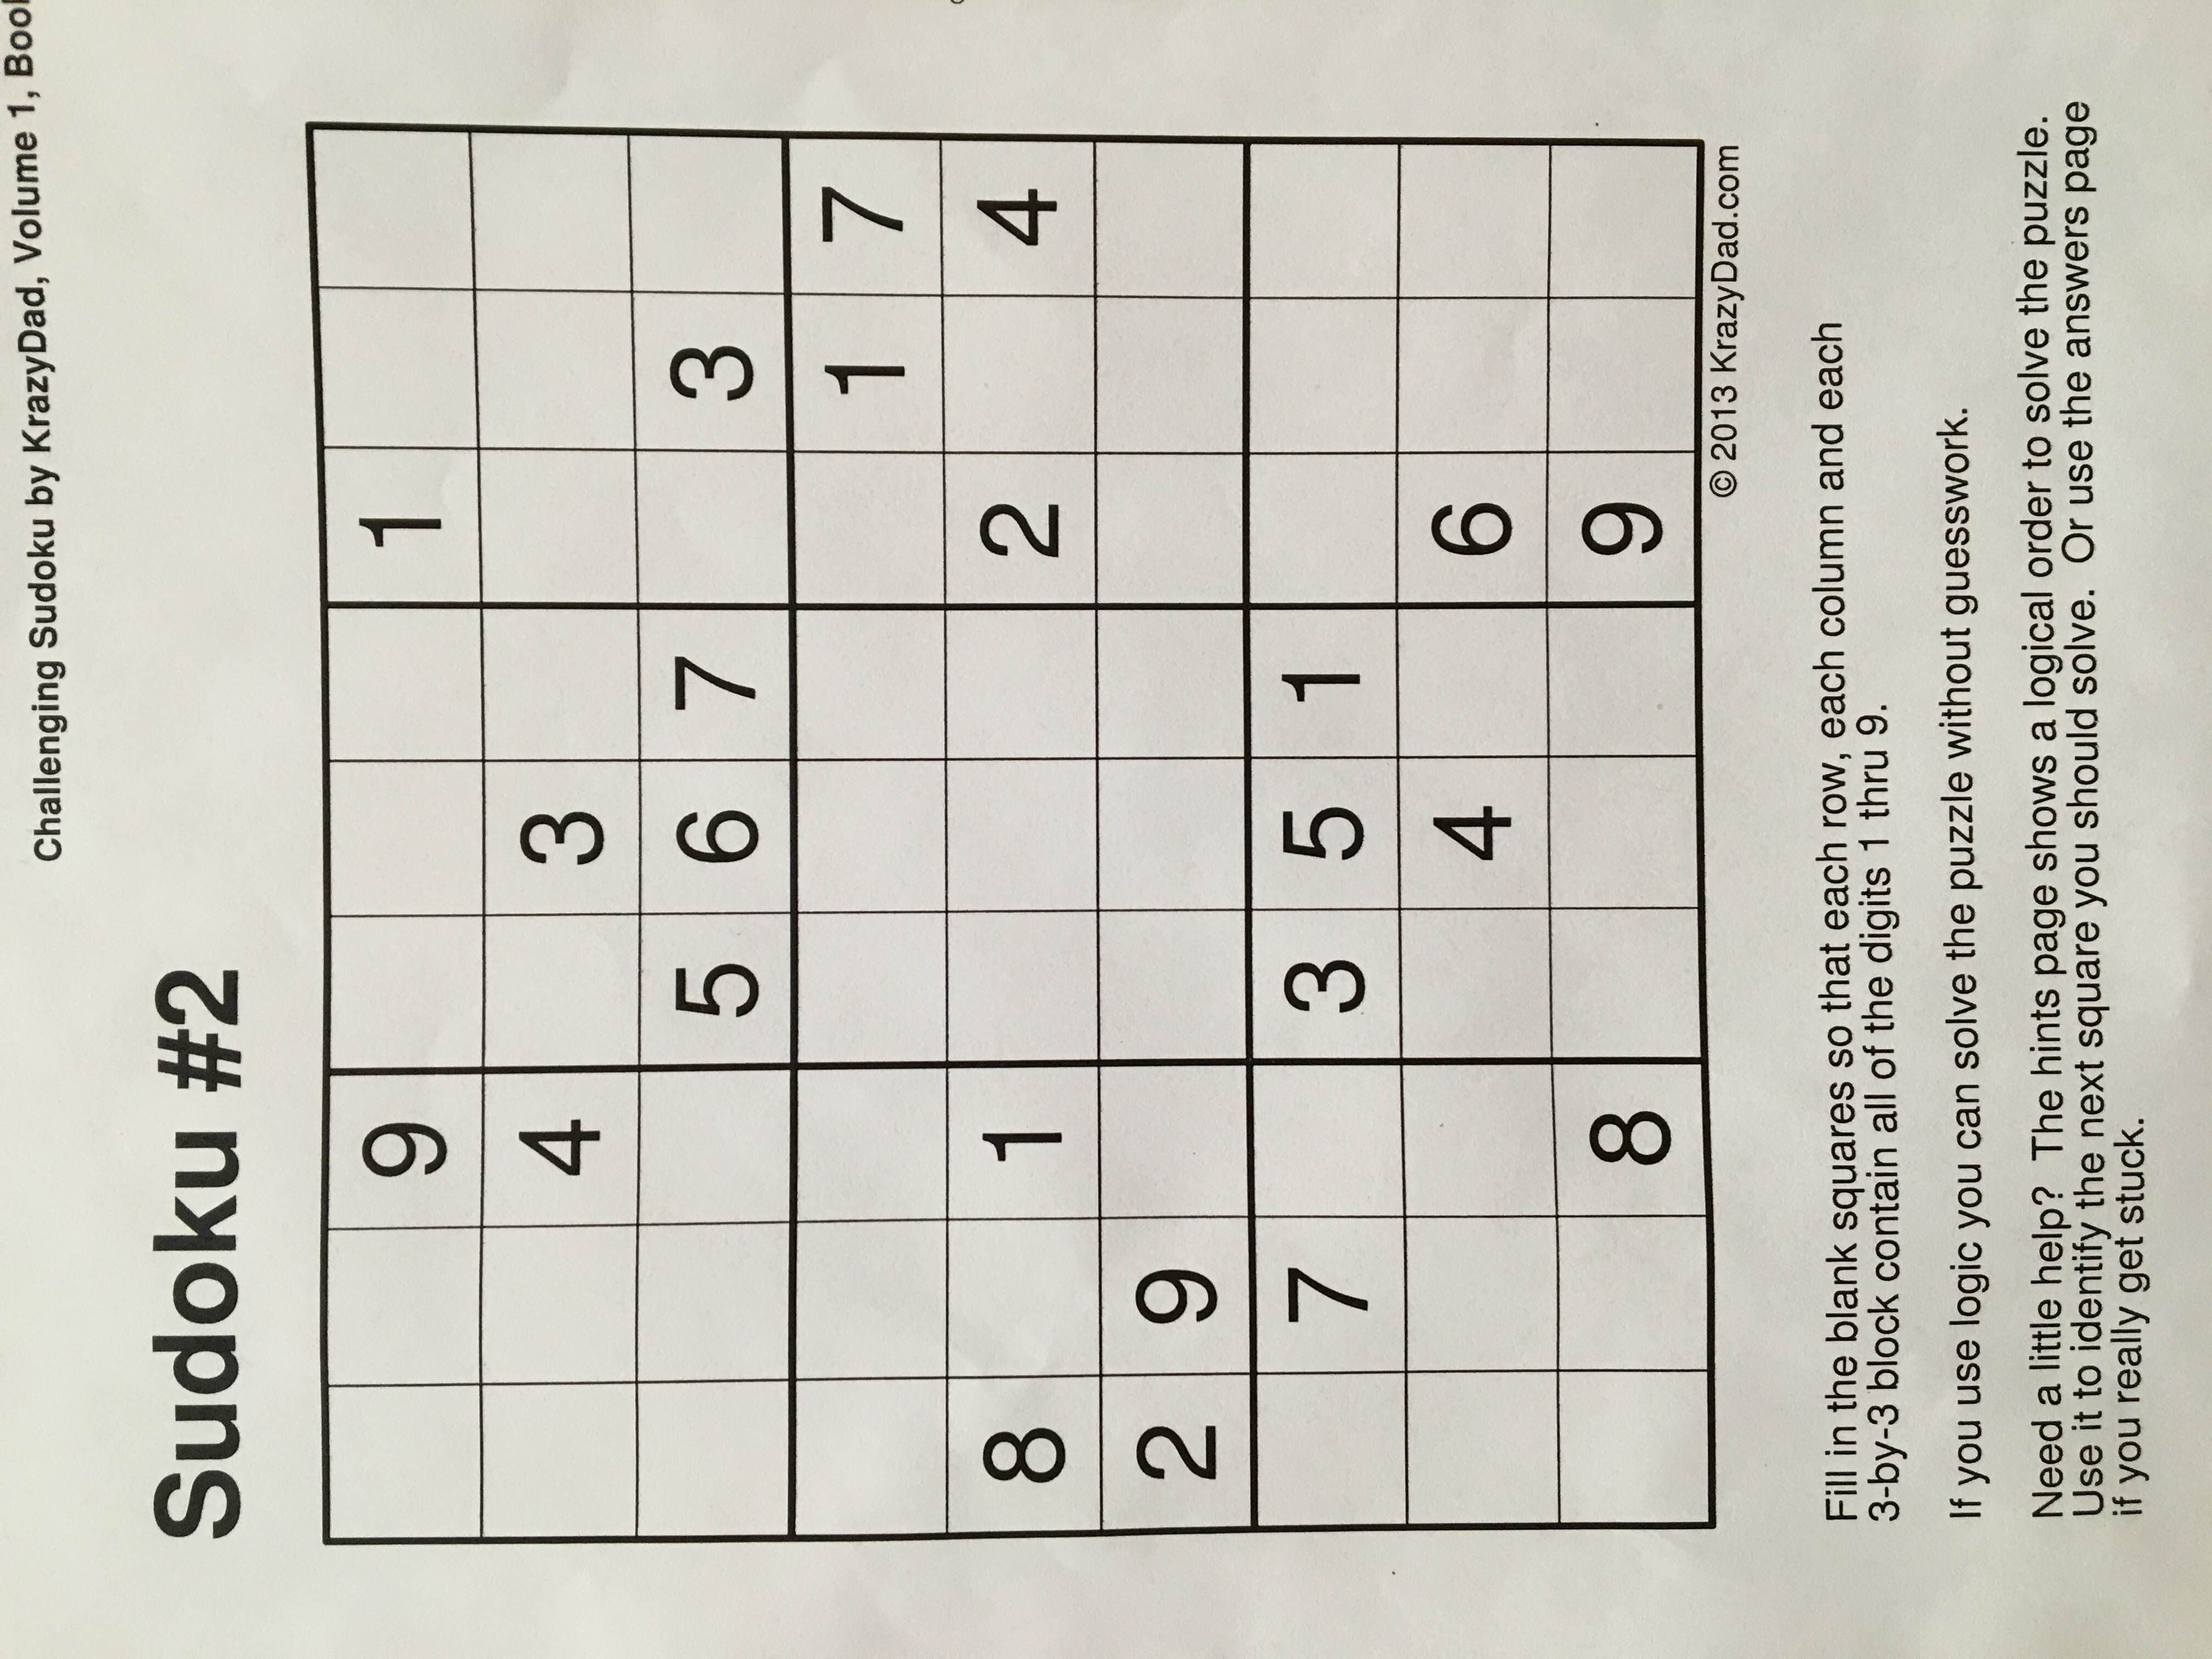 Challenging Sudoku by KrazyDad, Volume 1,
Sudoku #2
9 1
4 3
5 6 7 3
1 7
8 1 2 4
2 9
7 3 5 1
4 6
8 9
© 2013 KrazyDad.com
Fill in the blank squares so that each row, each column and each
3-by-3 block contain all of the digits 1 thru 9.
If you use logic you can solve the puzzle without guesswork.
Need a little help?  The hints page shows a logical order to solve the puzzle.
Use it to identify the next square you should solve.  Or use the answers page
if you really get stuck.